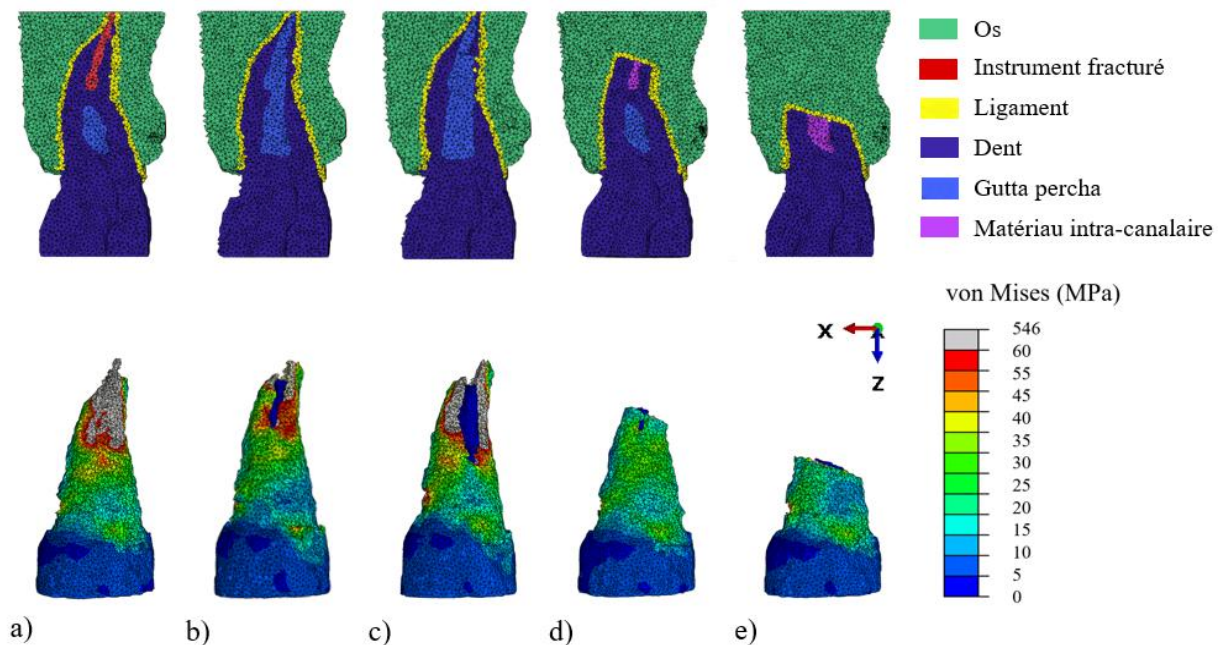 Os
Instrument fracturé
Ligament
Dent
Gutta percha
Matériau intra-canalaire
von Mises (MPa)
X
Z
546
60
55
45
40
35
30
25
20
15
10
5
0
a)
b)
c)
d)
e)